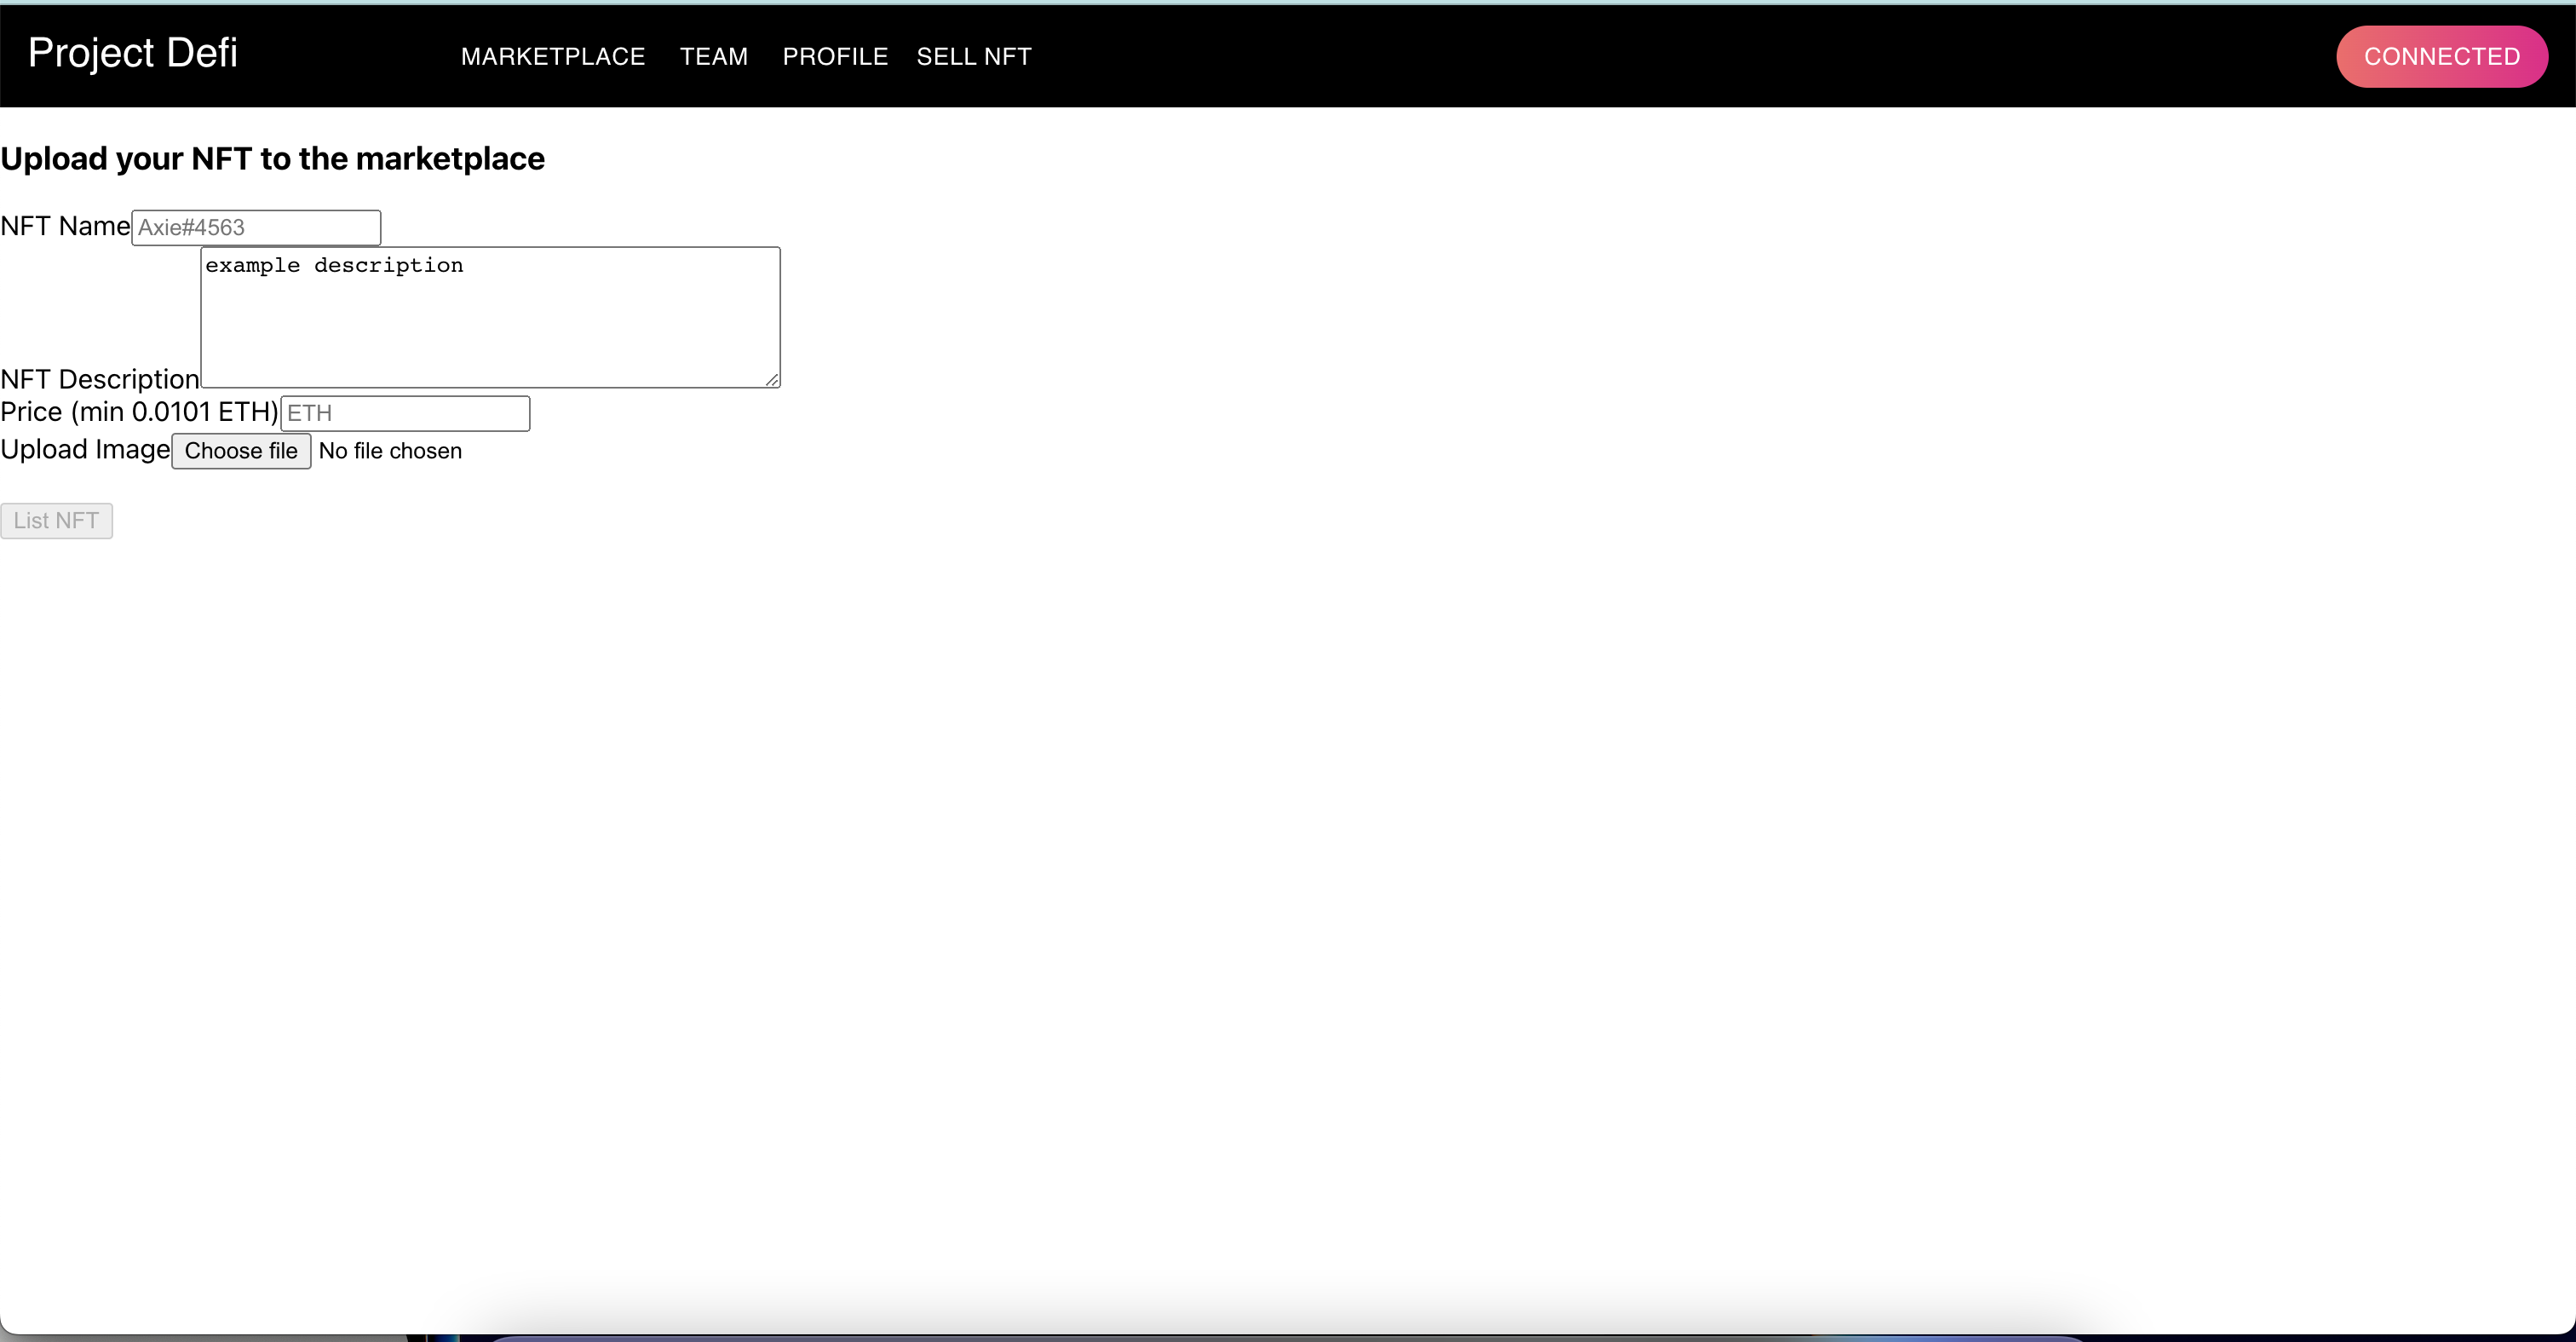 Project Defi MARKETPLACE TEAM PROFILE SELL NFT CONNECTED
Upload your NFT to the marketplace
NFT Name Axie#4563
example description
NFT Description
Price (min 0.0101 ETH) ETH
Upload Image Choose file No file chosen
List NFT